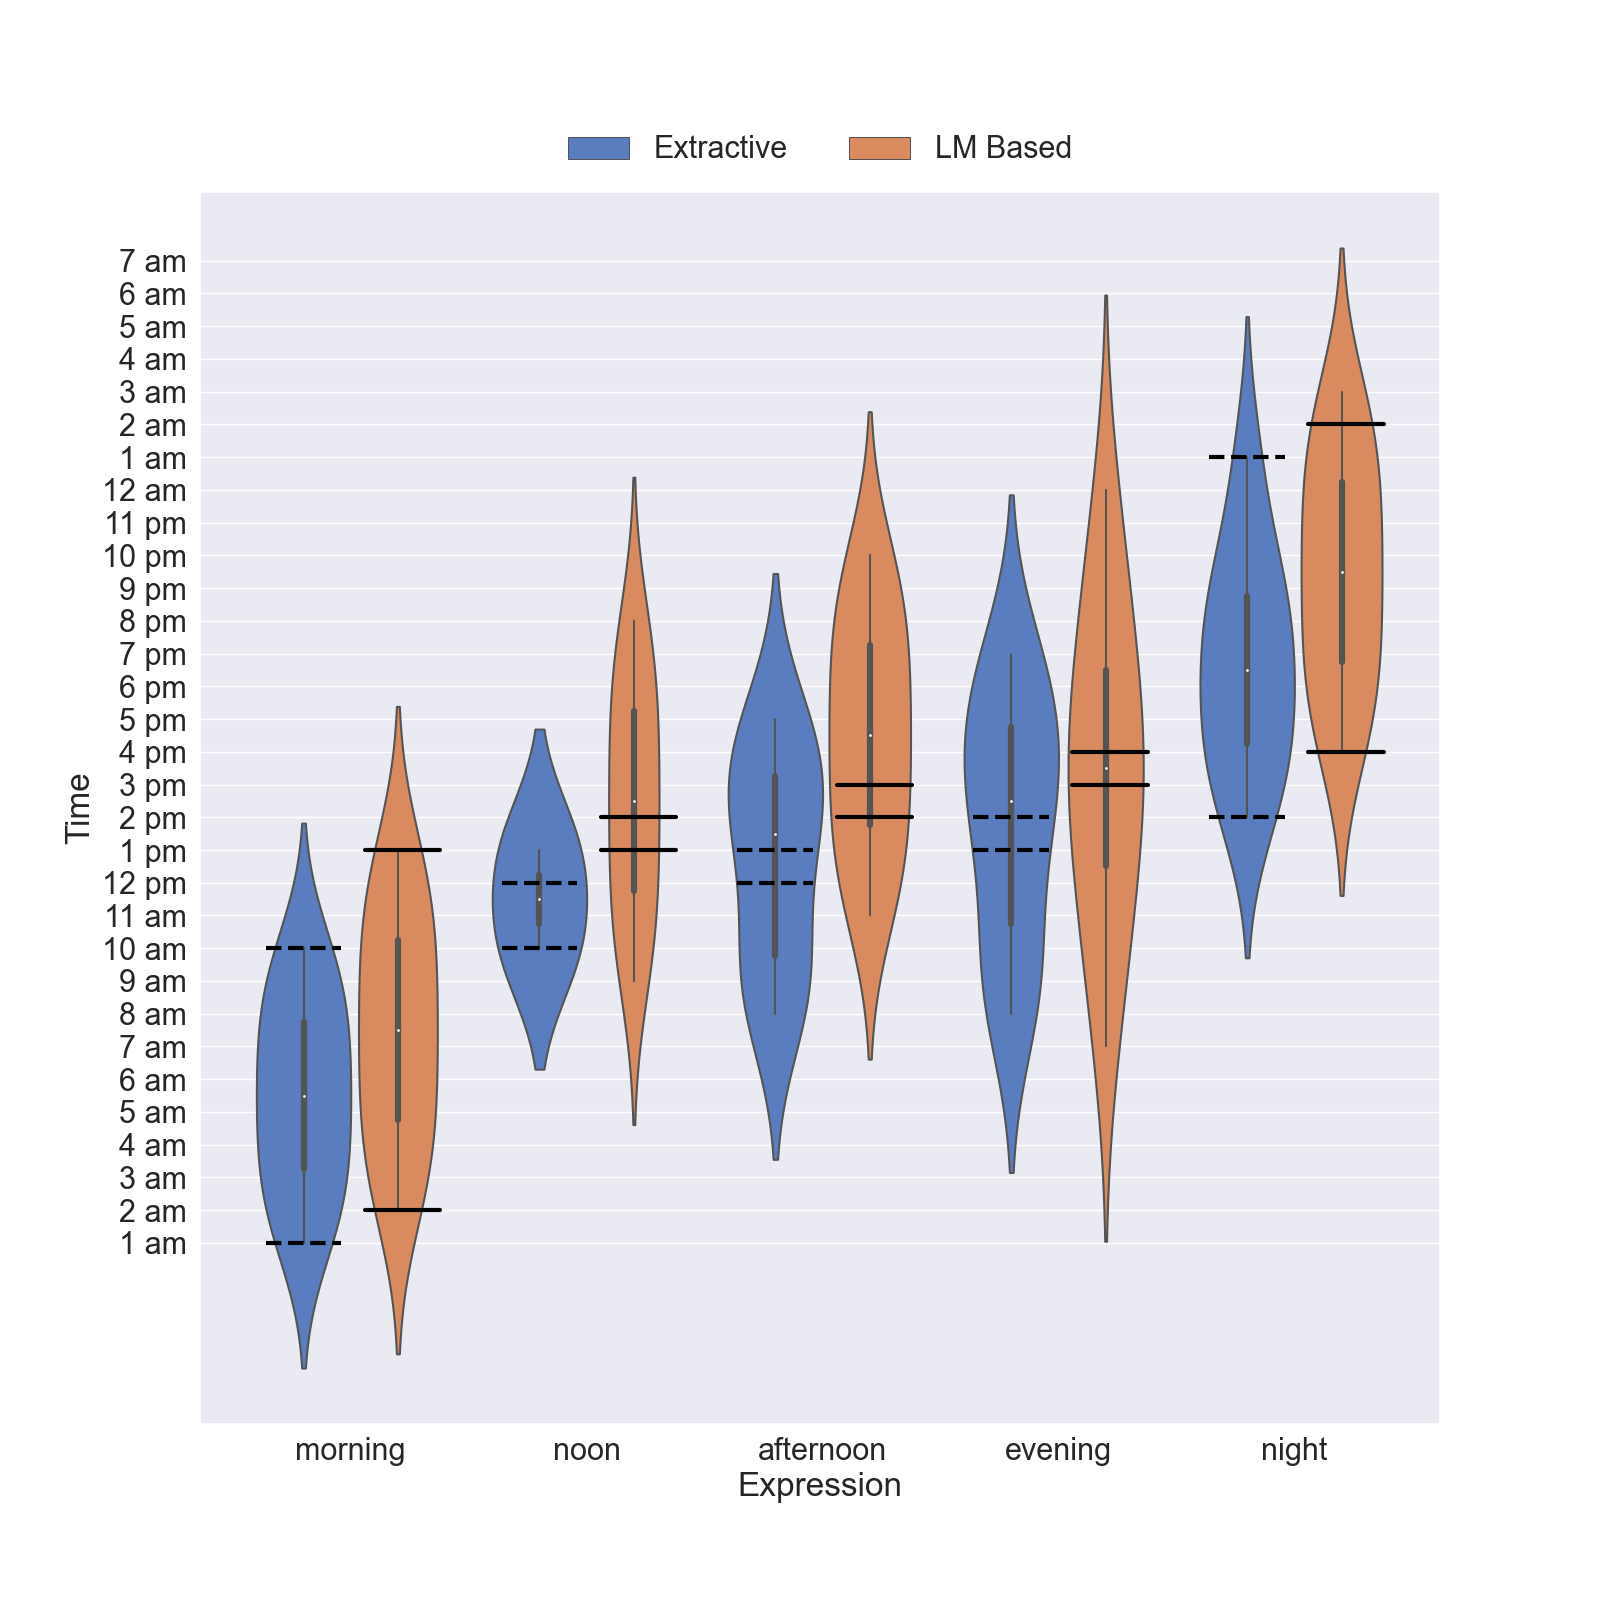 Extractive LM Based
7 am
6 am
5 am
4 am
3 am
2 am
1 am
12 am
11 pm
10 pm
9 pm
8 pm
7 pm
6 pm
5 pm
4 pm
3 pm
2 pm
1 pm
12 pm
11 am
10 am
9 am
8 am
7 am
6 am
5 am
4 am
3 am
2 am
1 am
Time
morning noon afternoon evening night
Expression